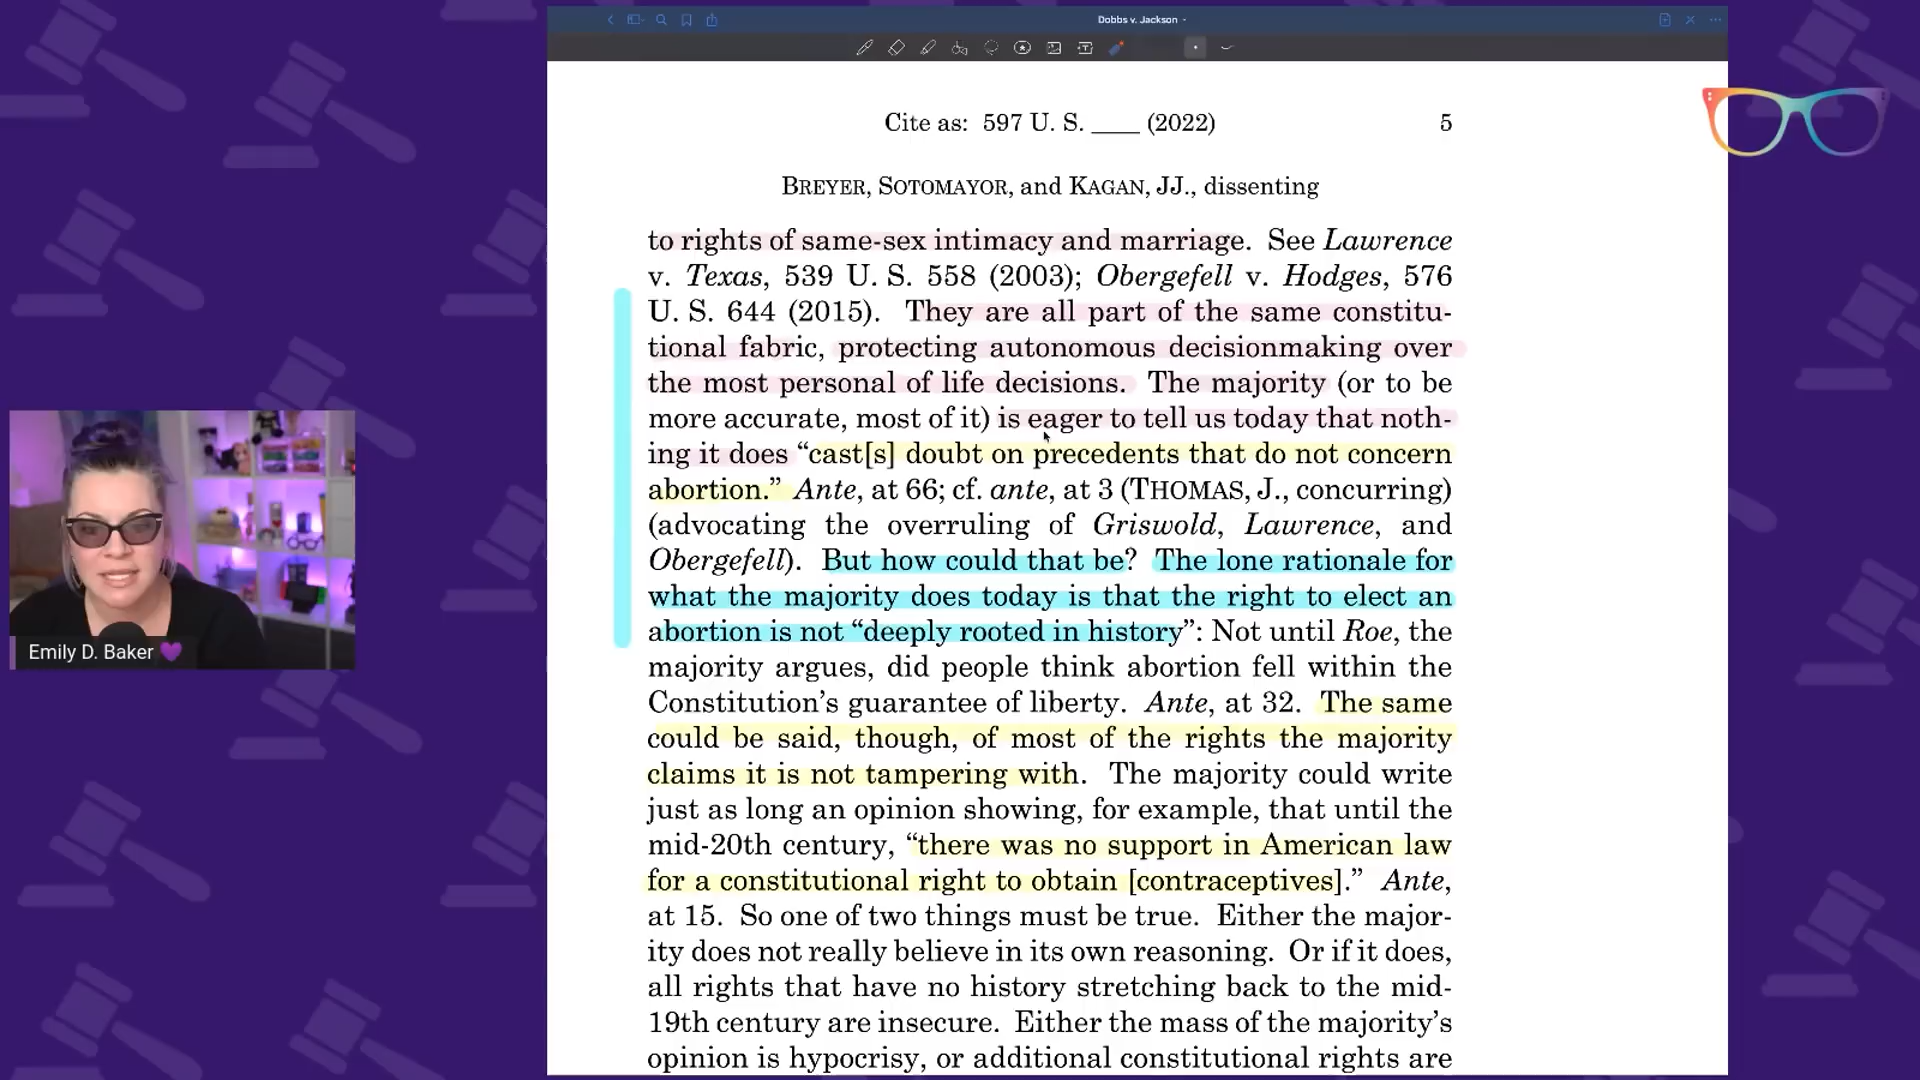 Dobbs v. Jackson
Cite as: 597 U. S. ____ (2022) 5
BREYER, SOTOMAYOR, and KAGAN, JJ., dissenting
to rights of same-sex intimacy and marriage. See Lawrence
v. Texas, 539 U. S. 558 (2003); Obergefell v. Hodges, 576
U. S. 644 (2015). They are all part of the same constitu-
tional fabric, protecting autonomous decisionmaking over
the most personal of life decisions. The majority (or to be
more accurate, most of it) is eager to tell us today that noth-
ing it does “cast[s] doubt on precedents that do not concern
abortion.” Ante, at 66; cf. ante, at 3 (THOMAS, J., concurring)
(advocating the overruling of Griswold, Lawrence, and
Obergefell). But how could that be? The lone rationale for
what the majority does today is that the right to elect an
abortion is not “deeply rooted in history”: Not until Roe, the
majority argues, did people think abortion fell within the
Constitution’s guarantee of liberty. Ante, at 32. The same
could be said, though, of most of the rights the majority
claims it is not tampering with. The majority could write
just as long an opinion showing, for example, that until the
mid-20th century, “there was no support in American law
for a constitutional right to obtain [contraceptives].” Ante,
at 15. So one of two things must be true. Either the major-
ity does not really believe in its own reasoning. Or if it does,
all rights that have no history stretching back to the mid-
19th century are insecure. Either the mass of the majority’s
opinion is hypocrisy, or additional constitutional rights are
Emily D. Baker 💜